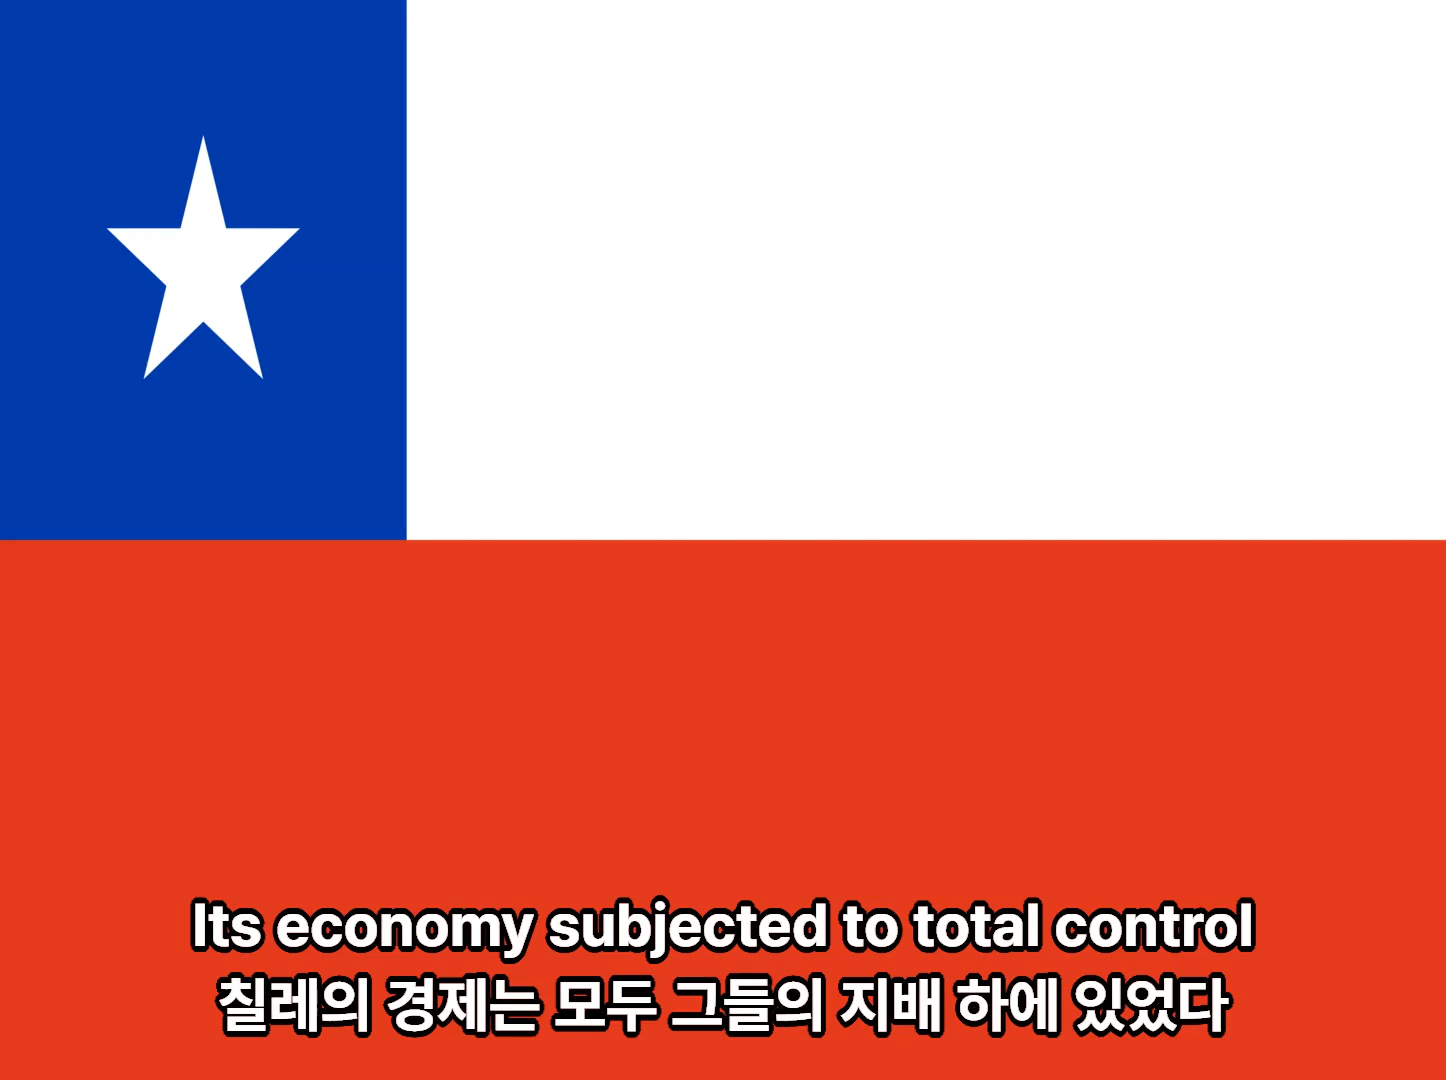 Its economy subjected to total control
칠레의 경제는 모두 그들의 지배 하에 있었다